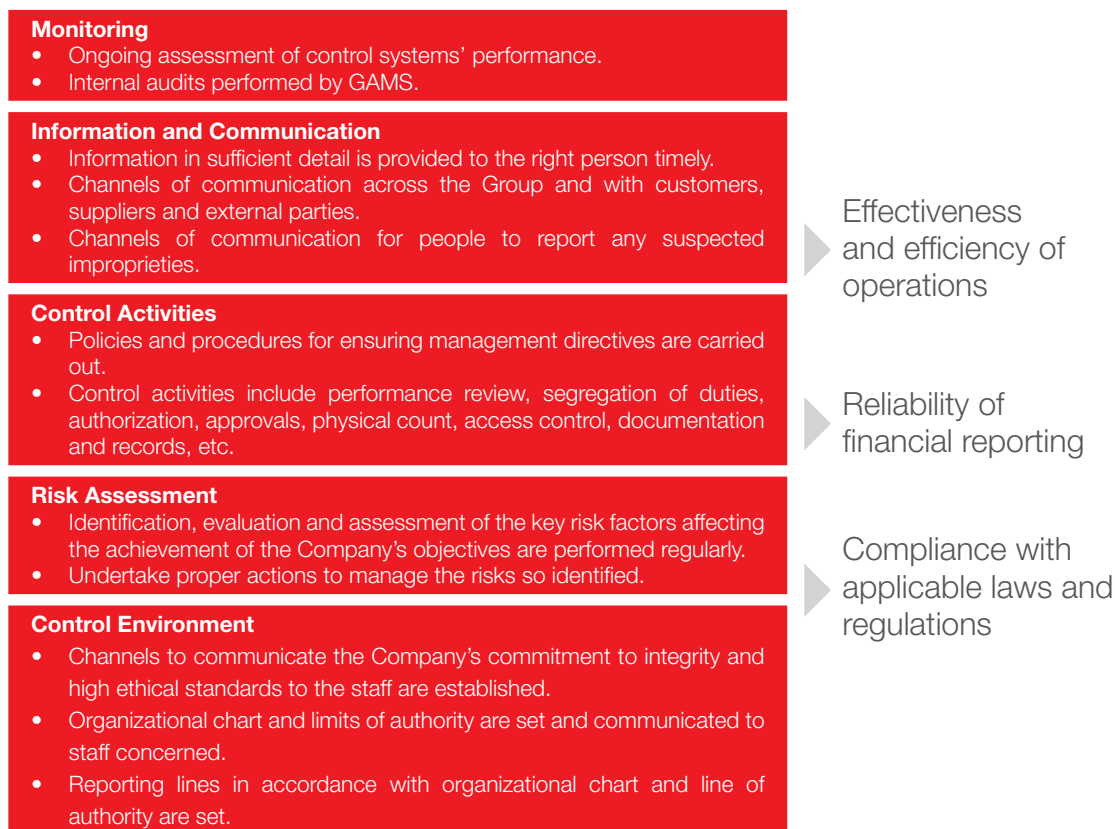 Monitoring
• Ongoing assessment of control systems’ performance.
• Internal audits performed by GAMS.
Information and Communication
• Information in sufficient detail is provided to the right person timely.
• Channels of communication across the Group and with customers,
suppliers and external parties.
• Channels of communication for people to report any suspected
improprieties.
Control Activities
• Policies and procedures for ensuring management directives are carried
out.
• Control activities include performance review, segregation of duties,
authorization, approvals, physical count, access control, documentation
and records, etc.
Risk Assessment
• Identification, evaluation and assessment of the key risk factors affecting
the achievement of the Company’s objectives are performed regularly.
• Undertake proper actions to manage the risks so identified.
Control Environment
• Channels to communicate the Company’s commitment to integrity and
high ethical standards to the staff are established.
• Organizational chart and limits of authority are set and communicated to
staff concerned.
• Reporting lines in accordance with organizational chart and line of
authority are set.
Effectiveness
and efficiency of
operations
Reliability of
financial reporting
Compliance with
applicable laws and
regulations